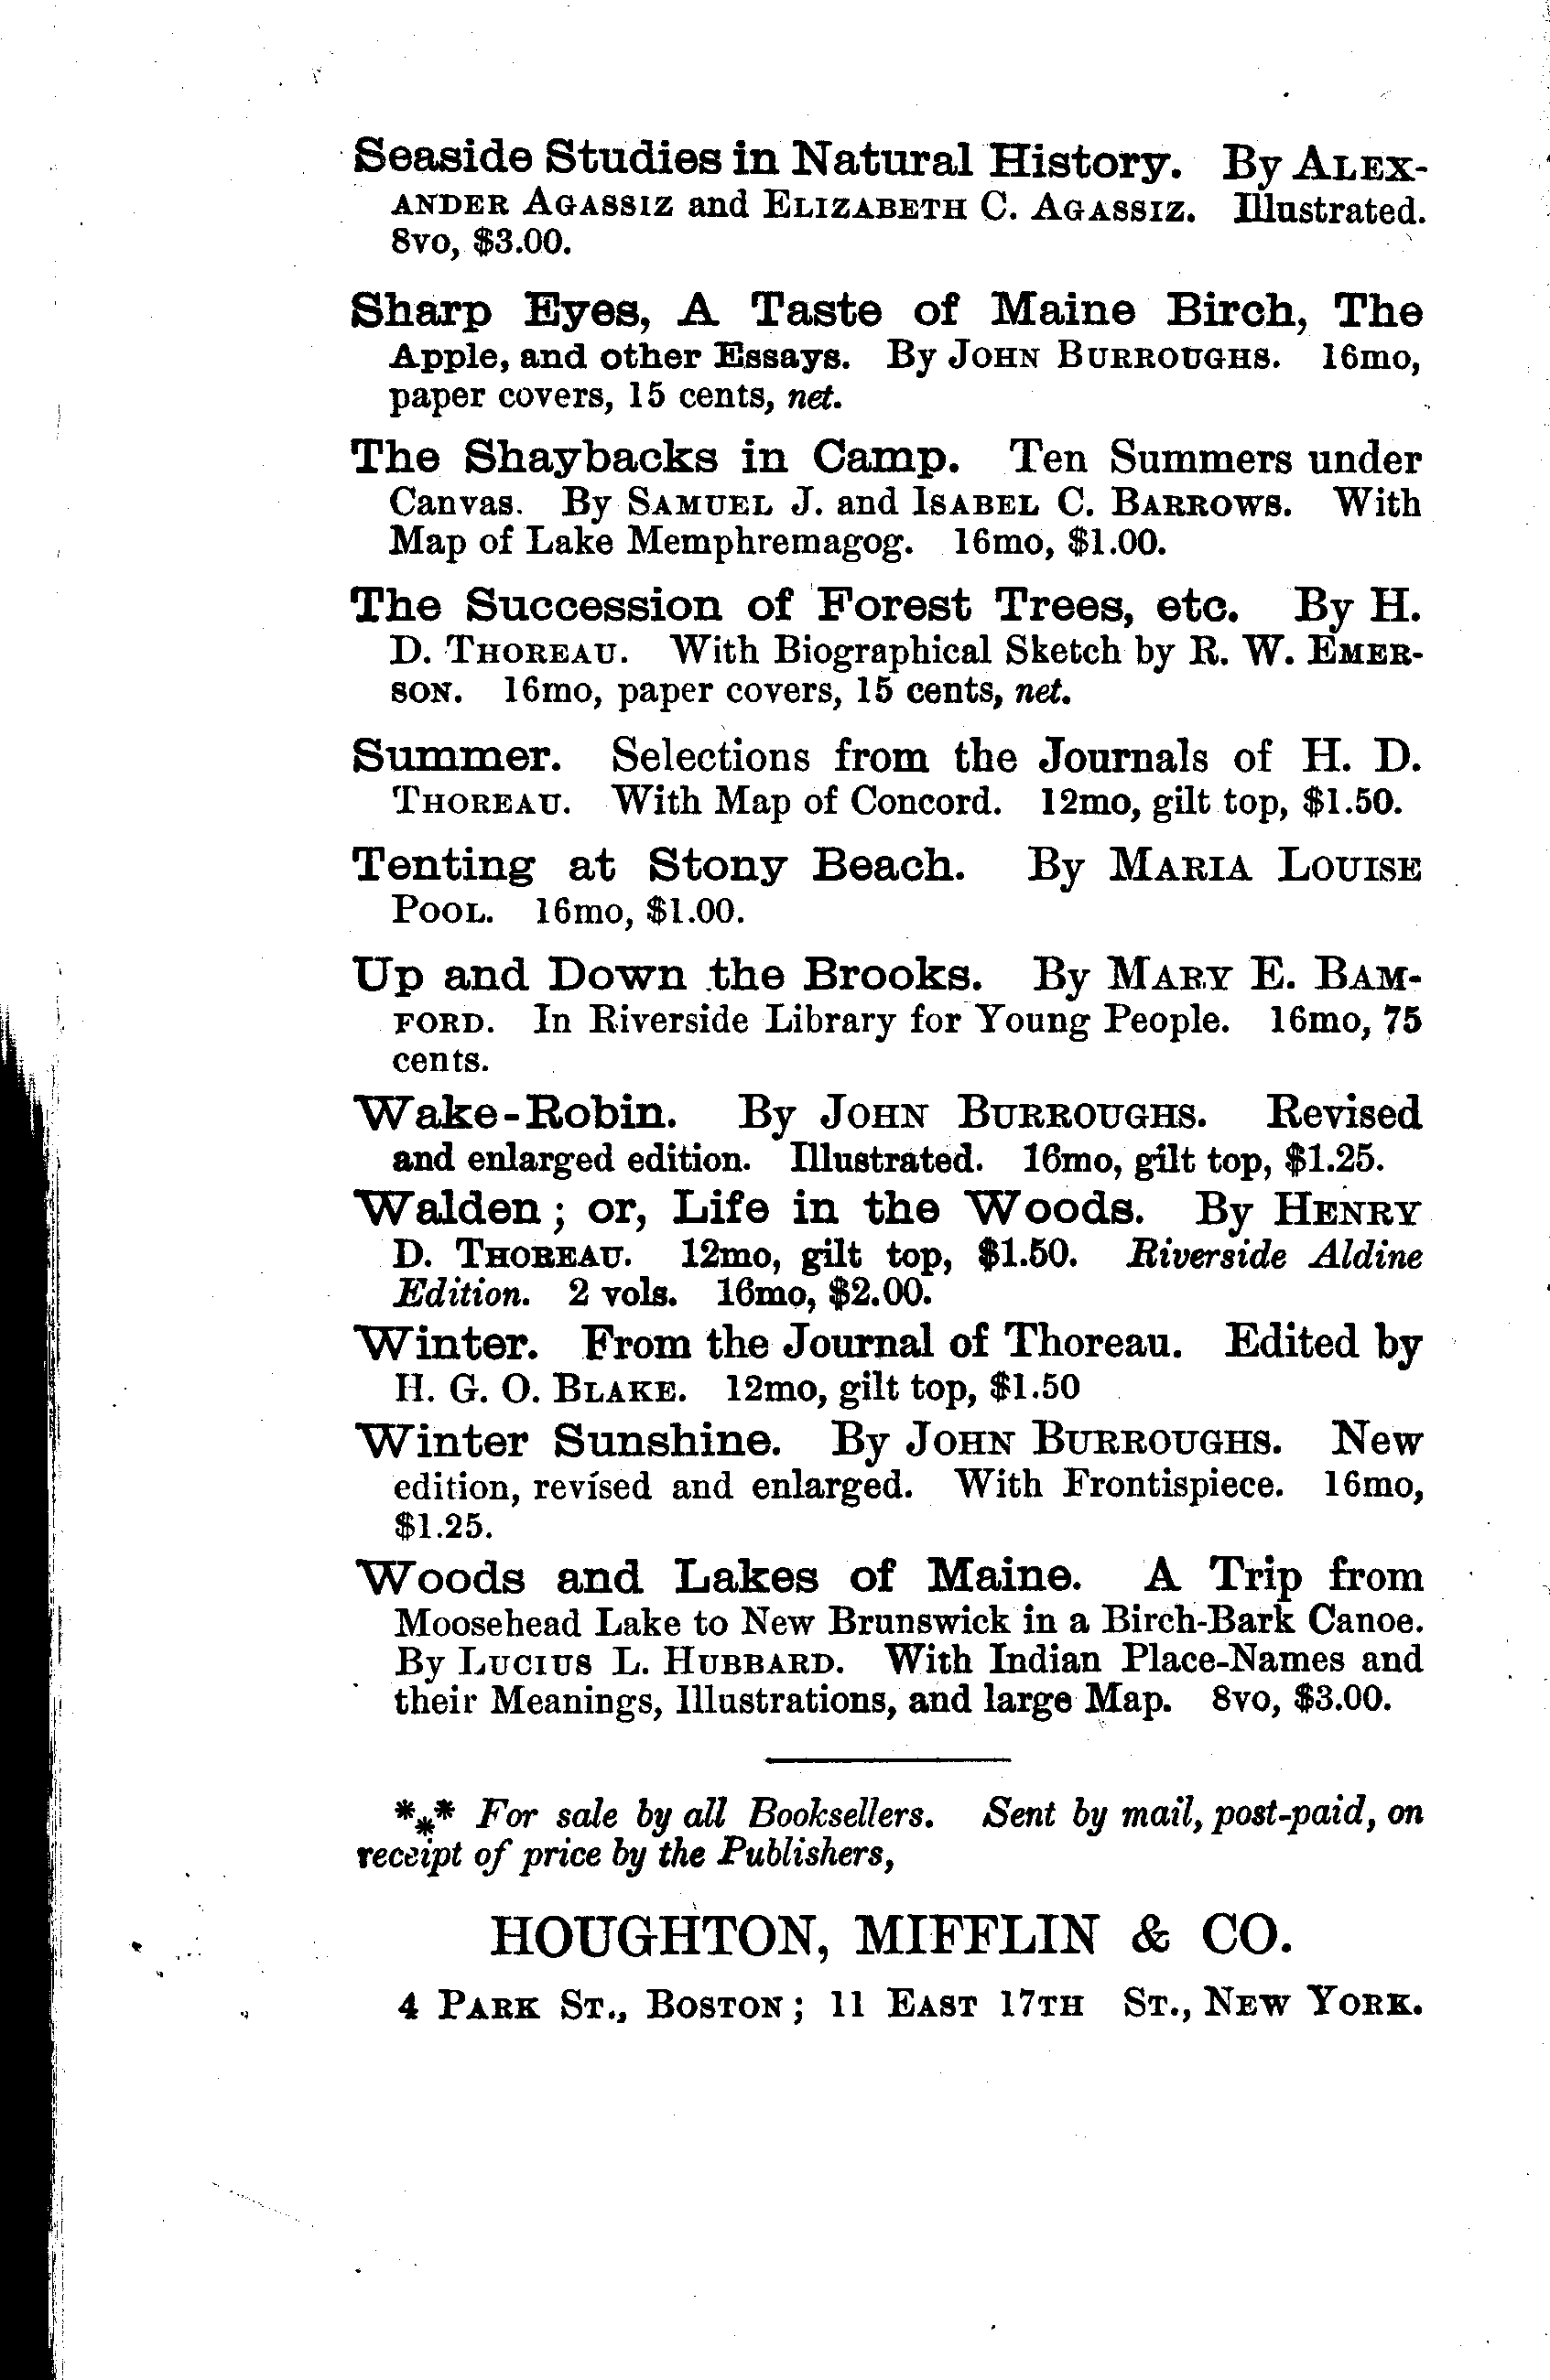 Seaside Studies in Natural History. By ALEX-
ANDER AGASSIZ and ELIZABETH C. AGASSIZ. Illustrated.
8vo, $3.00.
Sharp Eyes, A Taste of Maine Birch, The
Apple, and other Essays. By JOHN BURROUGHS. 16mo,
paper covers, 15 cents, net.
The Shaybacks in Camp. Ten Summers under
Canvas. By SAMUEL J. and ISABEL C. BARROWS. With
Map of Lake Memphremagog. 16mo, $1.00.
The Succession of Forest Trees, etc. By H.
D. THOREAU. With Biographical Sketch by R. W. EMER-
SON. 16mo, paper covers, 15 cents, net.
Summer. Selections from the Journals of H. D.
THOREAU. With Map of Concord. 12mo, gilt top, $1.50.
Tenting at Stony Beach. By MARIA LOUISE
POOL. 16mo, $1.00.
Up and Down the Brooks. By MARY E. BAM-
FORD. In Riverside Library for Young People. 16mo, 75
cents.
Wake-Robin. By JOHN BURROUGHS. Revised
and enlarged edition. Illustrated. 16mo, gilt top, $1.25.
Walden; or, Life in the Woods. By HENRY
D. THOREAU. 12mo, gilt top, $1.50. Riverside Aldine
Edition. 2 vols. 16mo, $2.00.
Winter. From the Journal of Thoreau. Edited by
H. G. O. BLAKE. 12mo, gilt top, $1.50
Winter Sunshine. By JOHN BURROUGHS. New
edition, revised and enlarged. With Frontispiece. 16mo,
$1.25.
Woods and Lakes of Maine. A Trip from
Moosehead Lake to New Brunswick in a Birch-Bark Canoe.
By LUCIUS L. HUBBARD. With Indian Place-Names and
their Meanings, Illustrations, and large Map. 8vo, $3.00.
*** For sale by all Booksellers. Sent by mail, post-paid, on
receipt of price by the Publishers,
HOUGHTON, MIFFLIN & CO.
4 PARK ST., BOSTON; 11 EAST 17TH ST., NEW YORK.